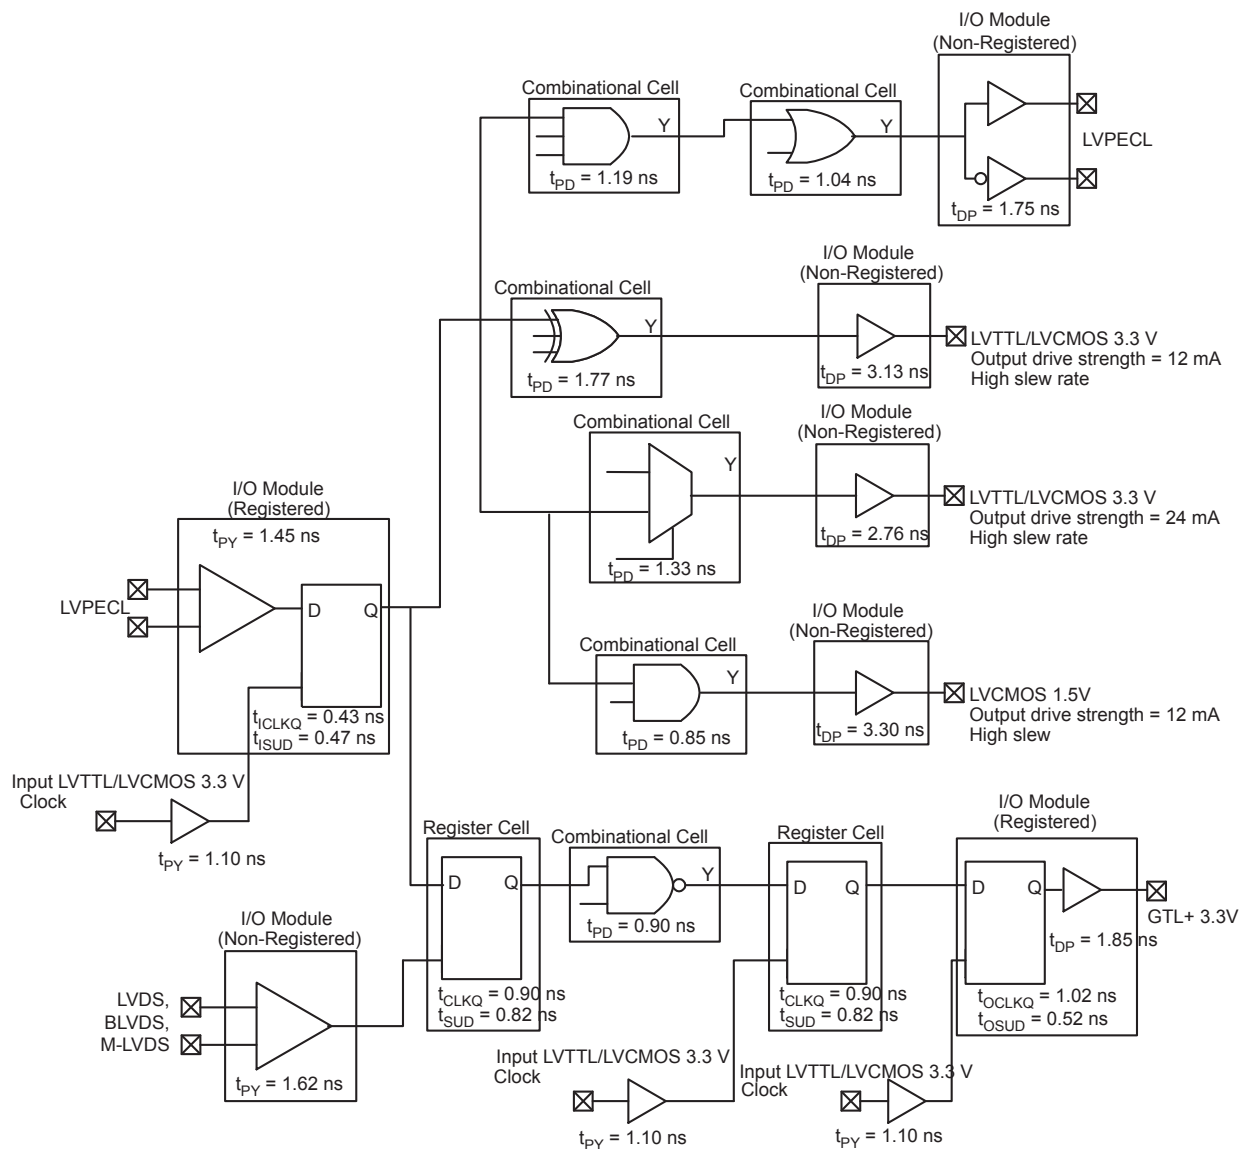 I/O Module
(Non-Registered)
Combinational Cell
Y
tPD = 1.19 ns
Combinational Cell
Y
tPD = 1.04 ns
LVPECL
tDP = 1.75 ns
I/O Module
(Non-Registered)
Combinational Cell
Y
tPD = 1.77 ns
tDP = 3.13 ns
LVTTL/LVCMOS 3.3 V
Output drive strength = 12 mA
High slew rate
I/O Module
(Non-Registered)
Combinational Cell
Y
tPD = 1.33 ns
tDP = 2.76 ns
LVTTL/LVCMOS 3.3 V
Output drive strength = 24 mA
High slew rate
I/O Module
(Registered)
tPY = 1.45 ns
LVPECL
D
Q
tICLKQ = 0.43 ns
tISUD = 0.47 ns
I/O Module
(Non-Registered)
Combinational Cell
Y
tPD = 0.85 ns
tDP = 3.30 ns
LVCMOS 1.5V
Output drive strength = 12 mA
High slew
Input LVTTL/LVCMOS 3.3 V
Clock
tPY = 1.10 ns
Register Cell
D
Q
tCLKQ = 0.90 ns
tSUD = 0.82 ns
Combinational Cell
Y
tPD = 0.90 ns
Register Cell
D
Q
tCLKQ = 0.90 ns
tSUD = 0.82 ns
I/O Module
(Registered)
D
Q
GTL+ 3.3V
tDP = 1.85 ns
tOCLKQ = 1.02 ns
tOSUD = 0.52 ns
I/O Module
(Non-Registered)
LVDS,
BLVDS,
M-LVDS
tPY = 1.62 ns
Input LVTTL/LVCMOS 3.3 V
Clock
tPY = 1.10 ns
Input LVTTL/LVCMOS 3.3 V
Clock
tPY = 1.10 ns